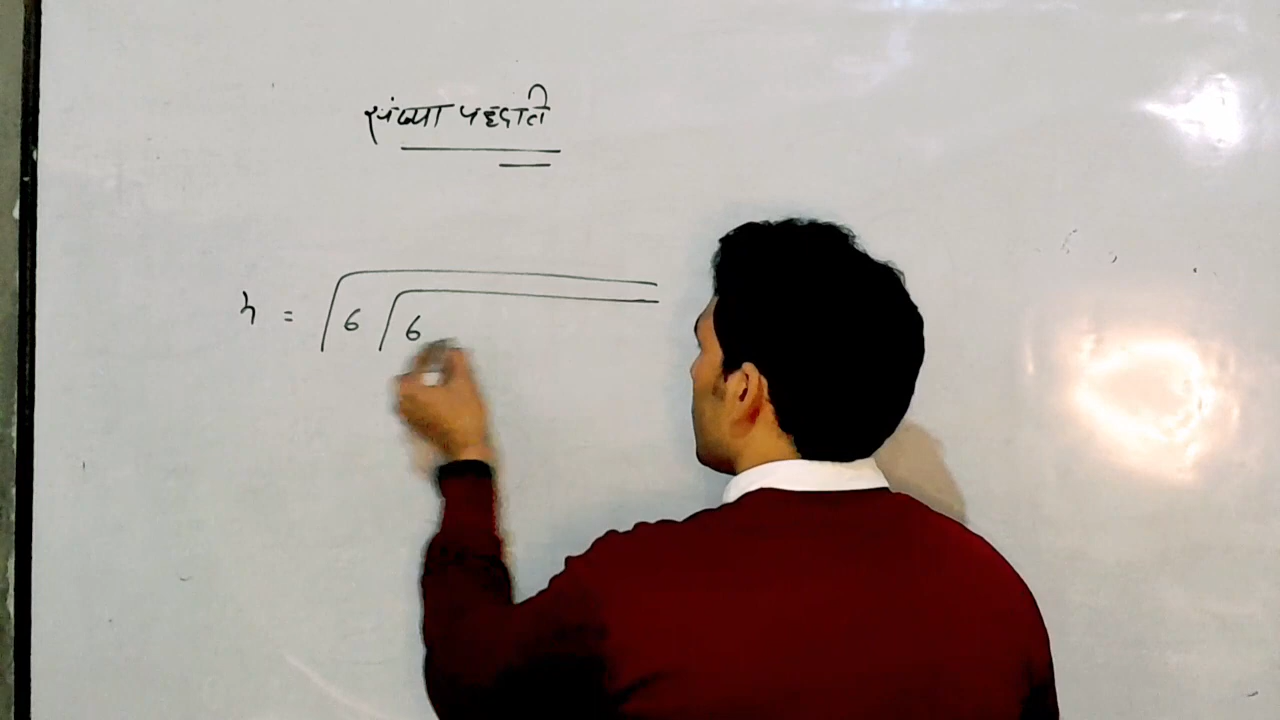 संख्या पद्धति
n = √6 √6